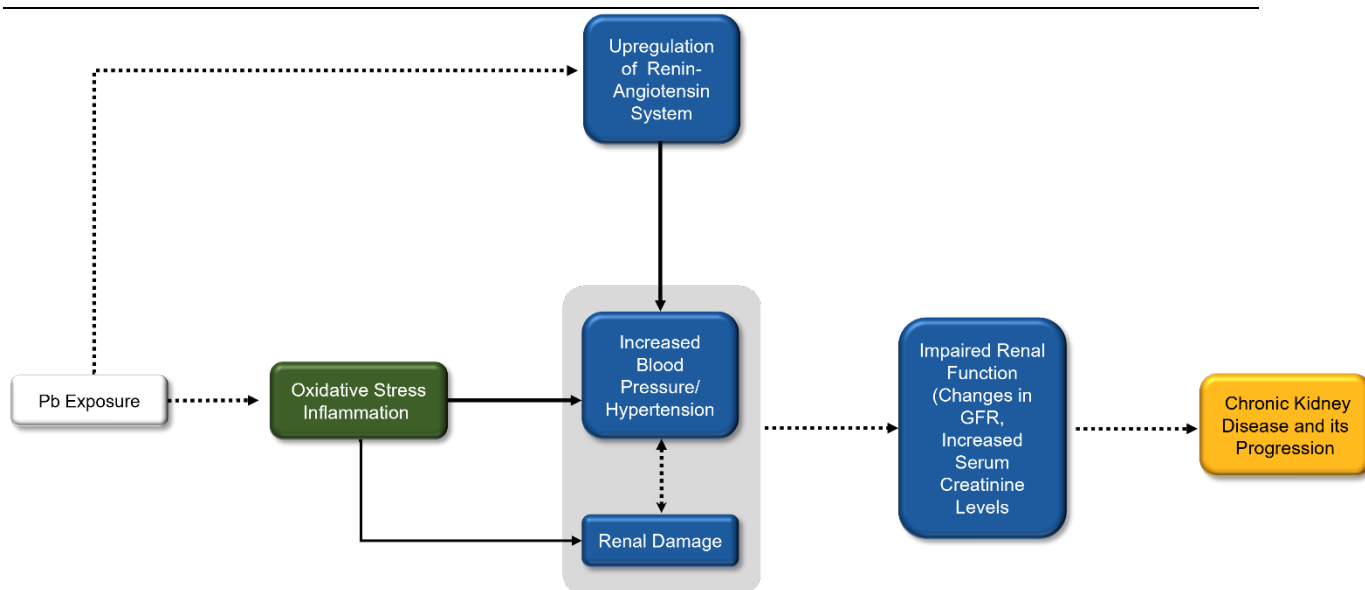 Upregulation
of Renin-
Angiotensin
System
Pb Exposure
Oxidative Stress
Inflammation
Increased
Blood
Pressure/
Hypertension
Renal Damage
Impaired Renal
Function
(Changes in
GFR,
Increased
Serum
Creatinine
Levels
Chronic Kidney
Disease and its
Progression